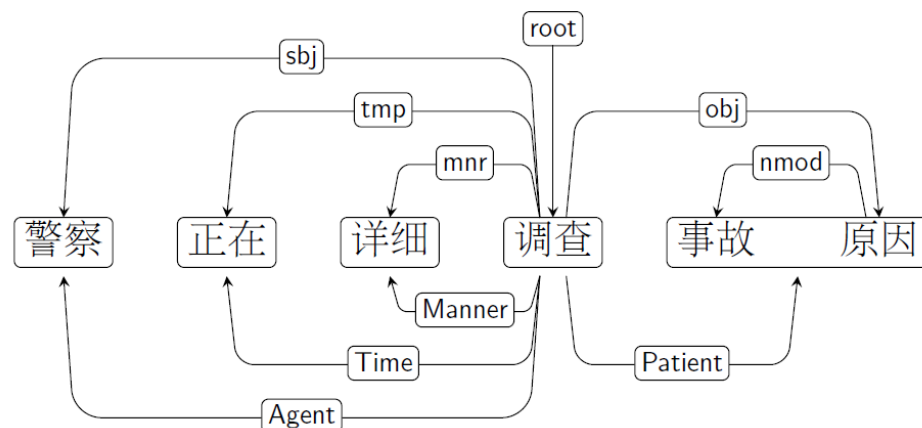 root
sbj
tmp
obj
mnr
nmod
警察 正在 详细 调查 事故 原因
Manner
Time
Patient
Agent